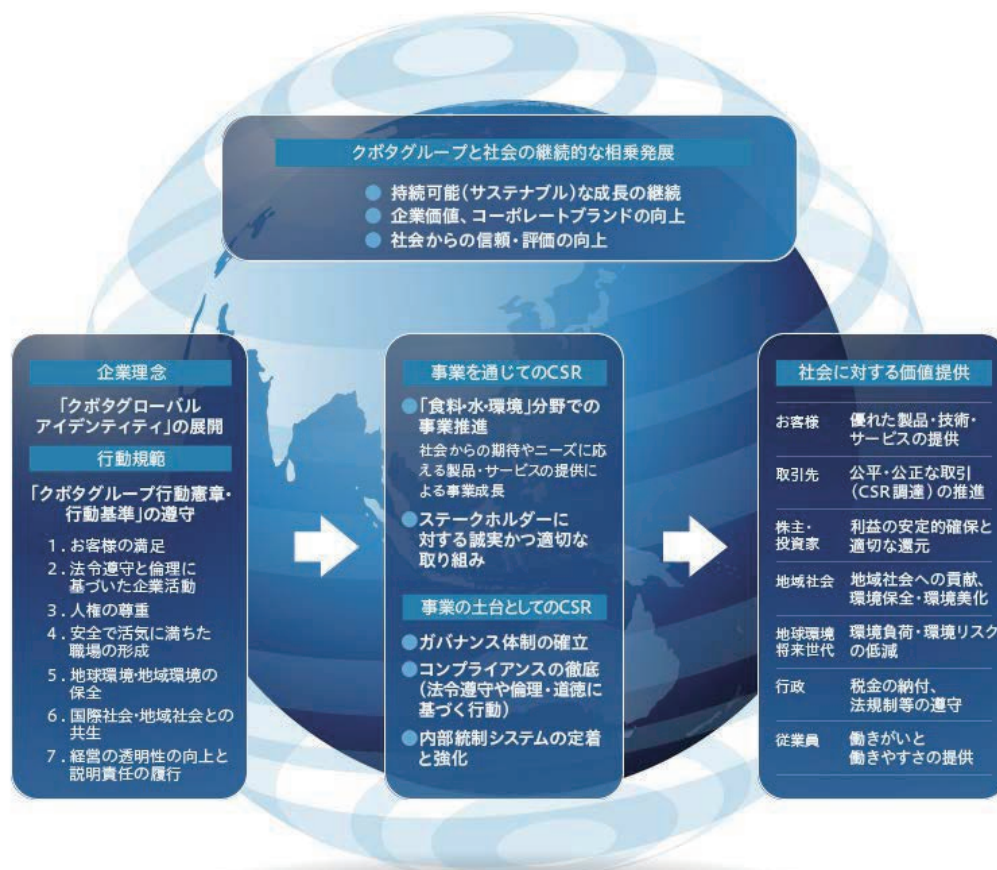 クボタグループと社会の継続的な相乗発展
● 持続可能(サステナブル)な成長の継続
● 企業価値、コーポレートブランドの向上
● 社会からの信頼・評価の向上
企業理念
「クボタグローバル
アイデンティティ」の展開
行動規範
「クボタグループ行動憲章・
行動基準」の遵守
1.お客様の満足
2.法令遵守と倫理に
基づいた企業活動
3.人権の尊重
4.安全で活気に満ちた
職場の形成
5.地球環境・地域環境の
保全
6.国際社会・地域社会との
共生
7.経営の透明性の向上と
説明責任の履行
事業を通じてのCSR
●「食料・水・環境」分野での
事業推進
社会からの期待やニーズに応
える製品・サービスの提供に
よる事業成長
●ステークホルダーに
対する誠実かつ適切な
取り組み
事業の土台としてのCSR
●ガバナンス体制の確立
●コンプライアンスの徹底
(法令遵守や倫理・道徳に
基づく行動)
●内部統制システムの定着
と強化
社会に対する価値提供
お客様 優れた製品・技術・
サービスの提供
取引先 公平・公正な取引
(CSR調達)の推進
株主・ 利益の安定的確保と
投資家 適切な還元
地域社会 地域社会への貢献、
環境保全・環境美化
地球環境 環境負荷・環境リスク
将来世代 の低減
行政 税金の納付、
法規制等の遵守
従業員 働きがいと
働きやすさの提供